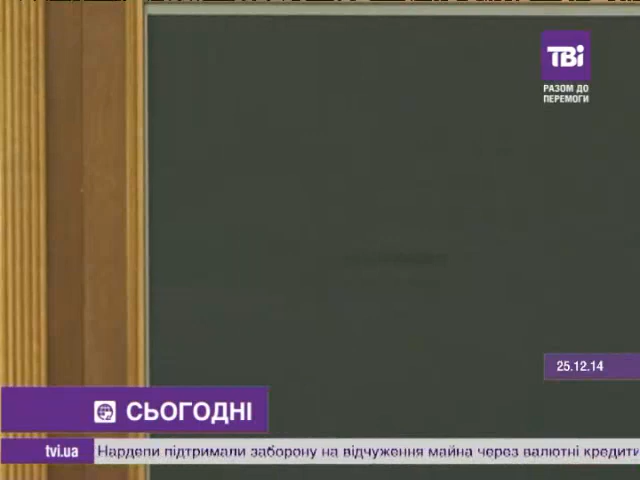 ТВі
РАЗОМ ДО
ПЕРЕМОГИ
25.12.14
СЬОГОДНІ
tvi.ua
Нардепи підтримали заборону на відчуження майна через валютні кредити